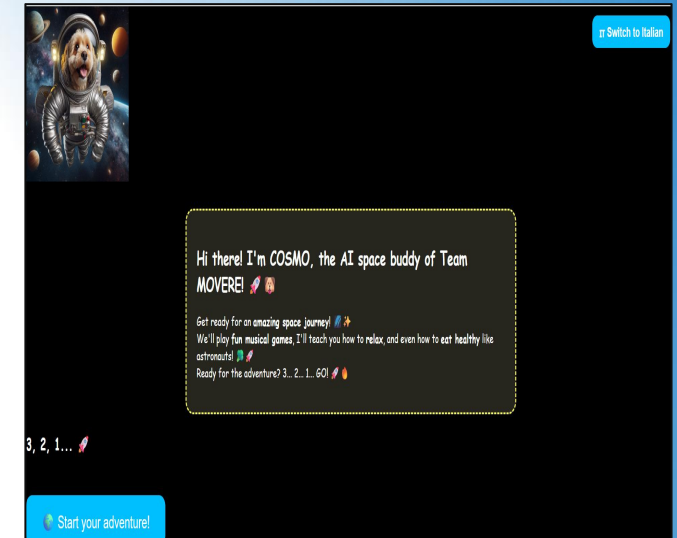 IT Switch to Italian
Hi there! I'm COSMO, the AI space buddy of Team
MOVERE! 🚀🐶
Get ready for an amazing space journey! 🌌✨
We'll play fun musical games, I'll teach you how to relax, and even how to eat healthy like
astronauts! 🥦🚀
Ready for the adventure? 3... 2... 1... GO! 🚀🔥
3, 2, 1... 🚀
🌍 Start your adventure!